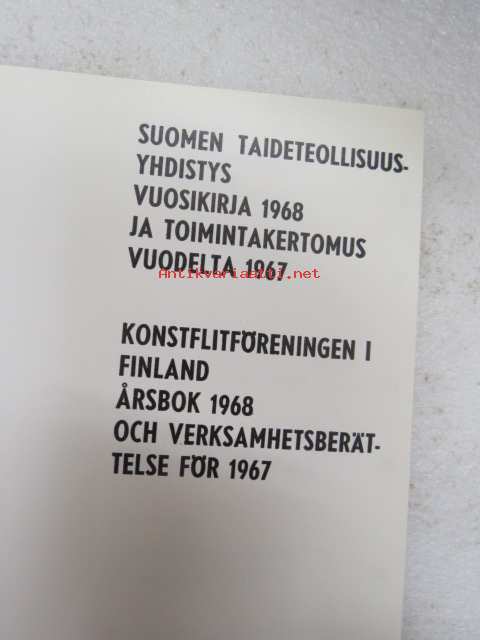 SUOMEN TAIDETEOLLISUUS-
YHDISTYS
VUOSIKIRJA 1968
JA TOIMINTAKERTOMUS
VUODELTA 1967
Antikvariaatti.net
KONSTFLITFÖRENINGEN I
FINLAND
ÅRSBOK 1968
OCH VERKSAMHETSBERÄT-
TELSE FÖR 1967